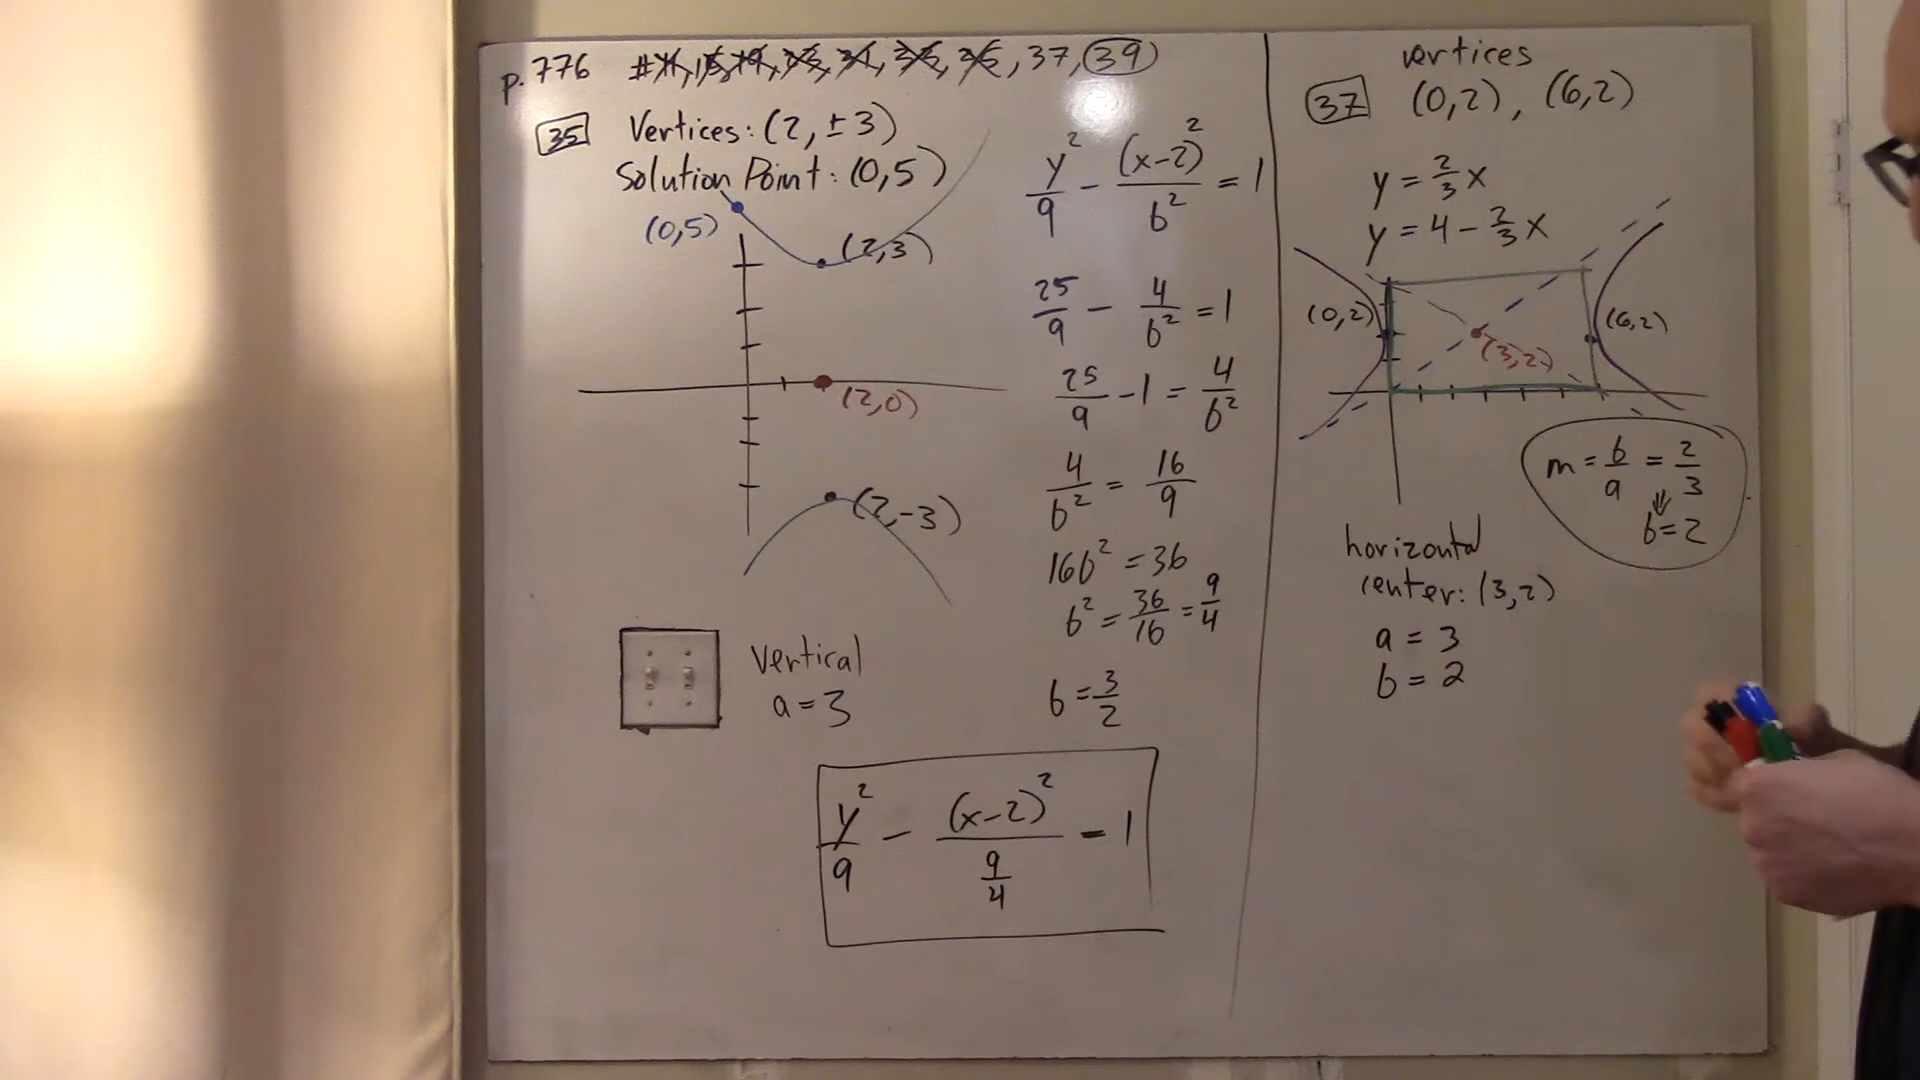 p. 776 #11, 15, 19, 23, 31, 33, 35, 37, 39
35 Vertices: (2, ±3)
Solution Point: (0,5)
(0,5)
(2,3)
(2,0)
(2,-3)
Vertical
a = 3
y²/9 - (x-2)²/b² = 1
25/9 - 4/b² = 1
25/9 - 1 = 4/b²
4/b² = 16/9
16b² = 36
b² = 36/16 = 9/4
b = 3/2
y²/9 - (x-2)²/(9/4) = 1
vertices
37 (0,2), (6,2)
y = 2/3 x
y = 4 - 2/3 x
(0,2)
(6,2)
(3,2)
m = b/a = 2/3
⇓
b = 2
horizontal
center: (3,2)
a = 3
b = 2